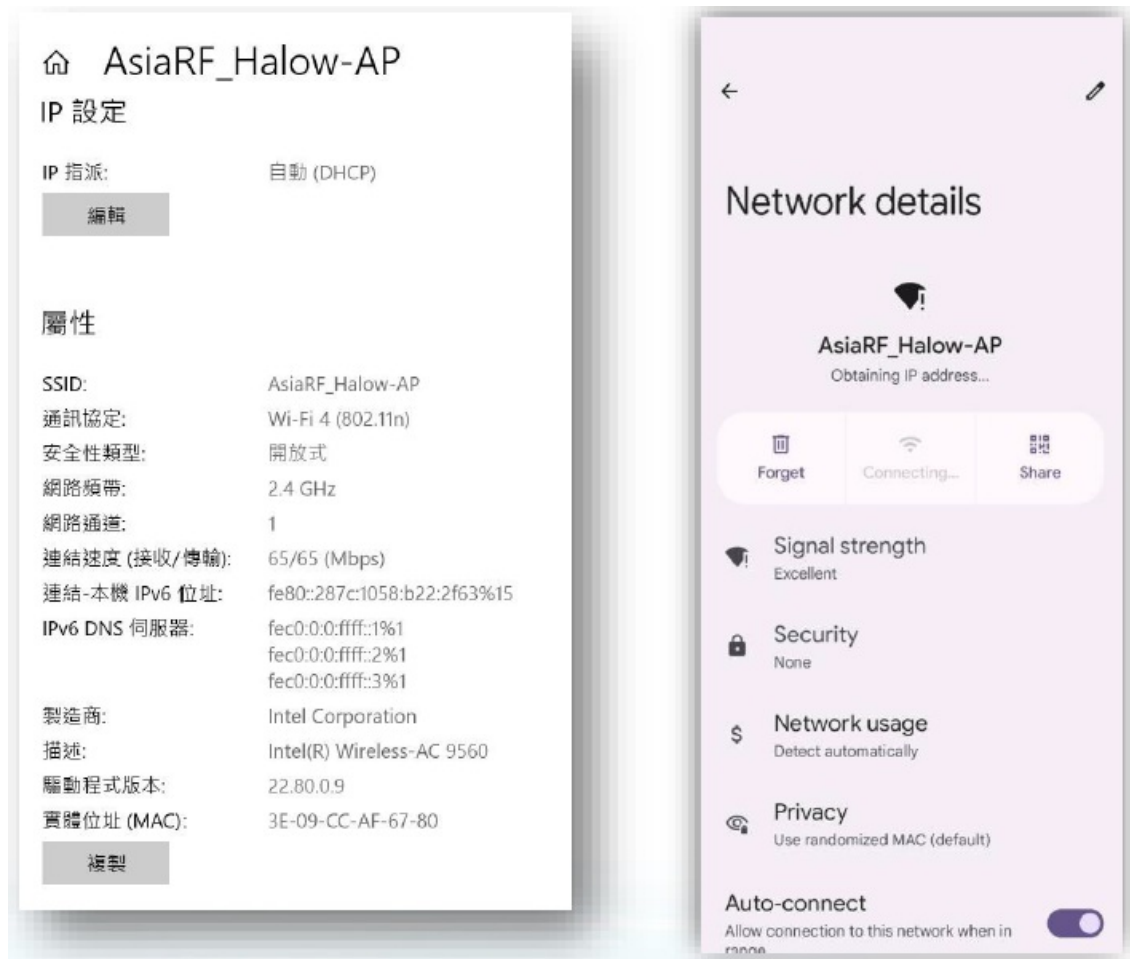 AsiaRF_Halow-AP
IP 設定
IP 指派: 自動 (DHCP)
編輯
屬性
SSID: AsiaRF_Halow-AP
通訊協定: Wi-Fi 4 (802.11n)
安全性類型: 開放式
網路頻帶: 2.4 GHz
網路通道: 1
連結速度 (接收/傳輸): 65/65 (Mbps)
連結-本機 IPv6 位址: fe80::287c:1058:b22:2f63%15
IPv6 DNS 伺服器: fec0:0:0:ffff::1%1
fec0:0:0:ffff::2%1
fec0:0:0:ffff::3%1
製造商: Intel Corporation
描述: Intel(R) Wireless-AC 9560
驅動程式版本: 22.80.0.9
實體位址 (MAC): 3E-09-CC-AF-67-80
複製
Network details
AsiaRF_Halow-AP
Obtaining IP address...
Forget Connecting... Share
Signal strength
Excellent
Security
None
Network usage
Detect automatically
Privacy
Use randomized MAC (default)
Auto-connect
Allow connection to this network when in
range